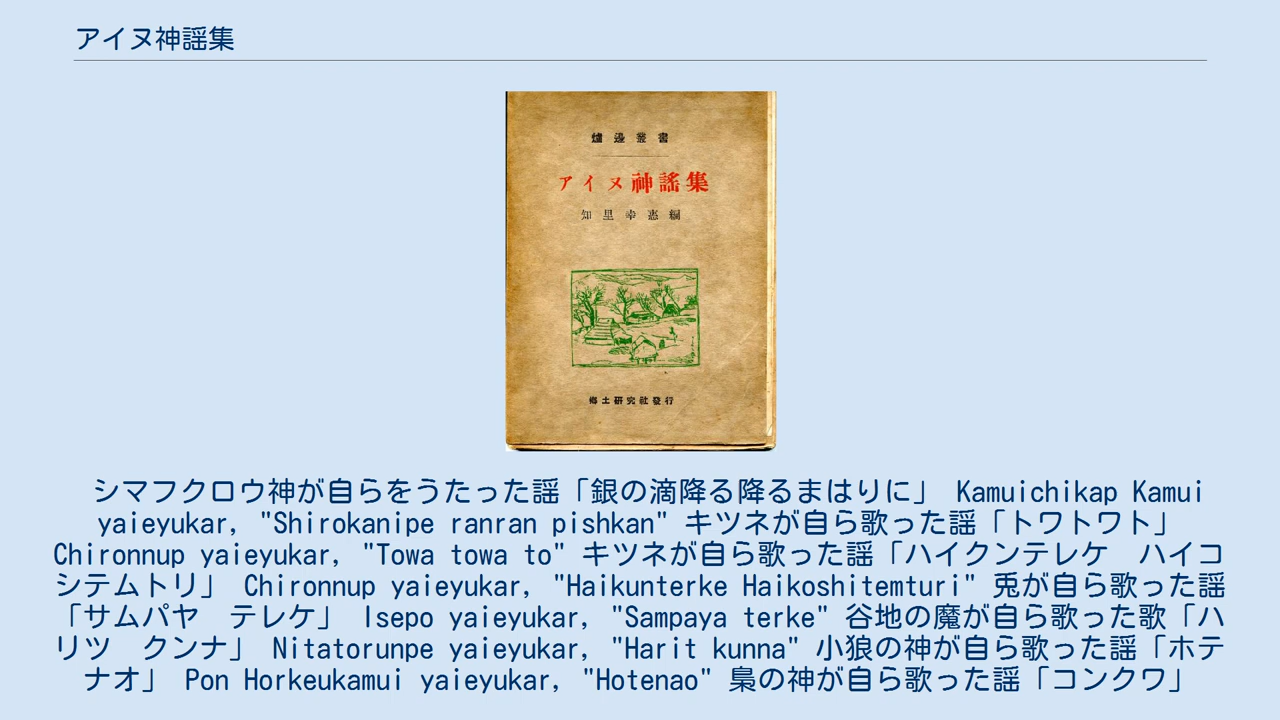 アイヌ神謡集
爐邊叢書
アイヌ神謡集
知里幸惠編
郷土研究社發行
シマフクロウ神が自らをうたった謡「銀の滴降る降るまはりに」 Kamuichikap Kamui
yaieyukar, "Shirokanipe ranran pishkan" キツネが自ら歌った謡「トワトワト」
Chironnup yaieyukar, "Towa towa to" キツネが自ら歌った謡「ハイクンテレケ　ハイコ
シテムトリ」 Chironnup yaieyukar, "Haikunterke Haikoshitemturi" 兎が自ら歌った謡
「サムパヤ　テレケ」 Isepo yaieyukar, "Sampaya terke" 谷地の魔が自ら歌った歌「ハ
リツ　クンナ」 Nitatorunpe yaieyukar, "Harit kunna" 小狼の神が自ら歌った謡「ホテ
ナオ」 Pon Horkeukamui yaieyukar, "Hotenao" 梟の神が自ら歌った謡「コンクワ」